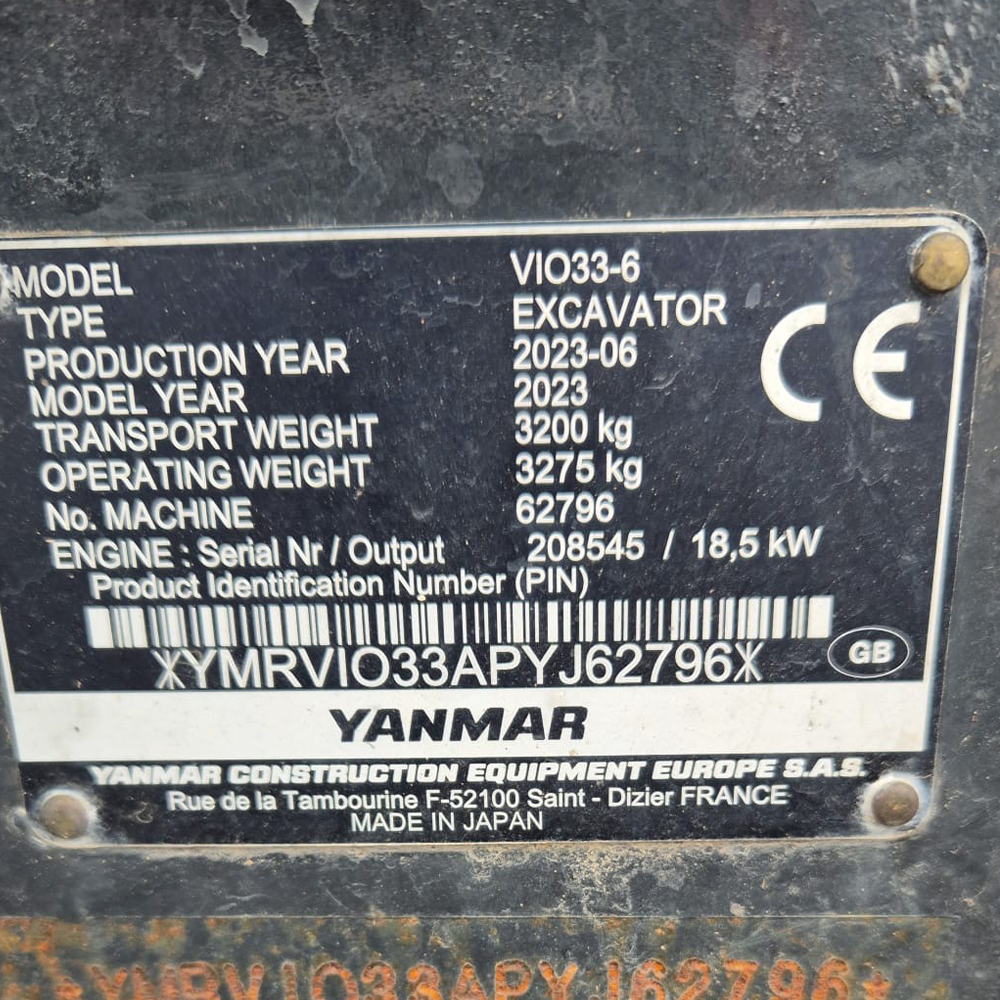 MODEL VIO33-6
TYPE EXCAVATOR
PRODUCTION YEAR 2023-06
MODEL YEAR 2023
TRANSPORT WEIGHT 3200 kg
OPERATING WEIGHT 3275 kg
No. MACHINE 62796
ENGINE : Serial Nr / Output 208545 / 18,5 kW
Product Identification Number (PIN)
*YMRVIO33APYJ62796*
CE
GB
YANMAR
YANMAR CONSTRUCTION EQUIPMENT EUROPE S.A.S.
Rue de la Tambourine F-52100 Saint - Dizier FRANCE
MADE IN JAPAN
*YMRVIO33APYJ62796*